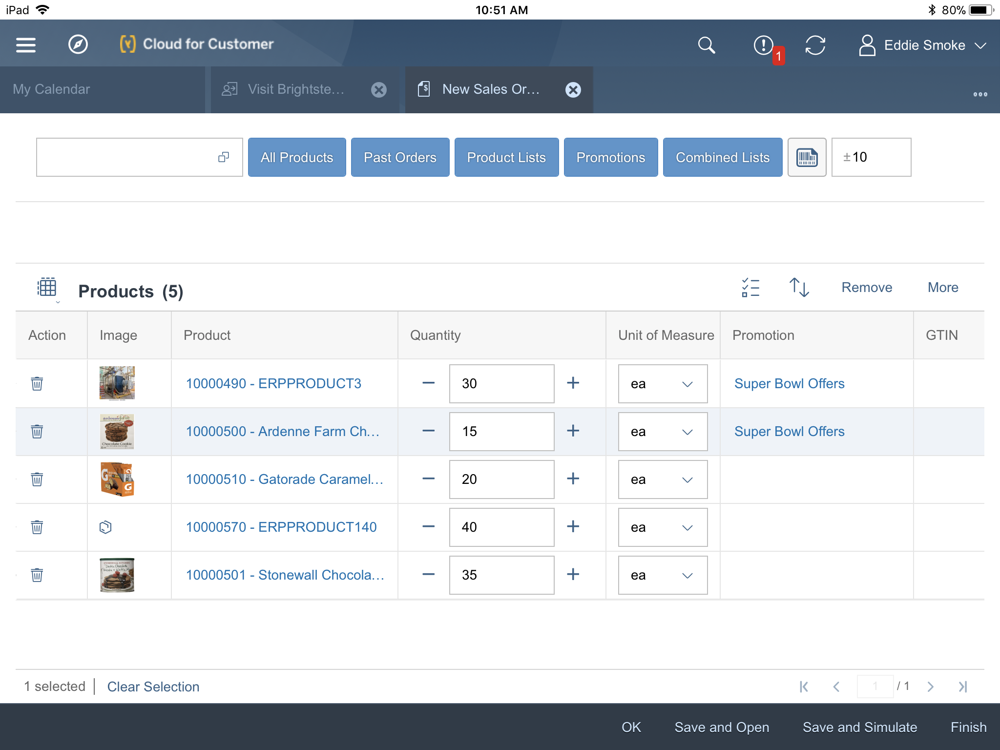 iPad 10:51 AM 80%
Cloud for Customer 1 Eddie Smoke
My Calendar Visit Brightste... New Sales Or...
All Products Past Orders Product Lists Promotions Combined Lists ±10
Products (5) Remove More
Action Image Product Quantity Unit of Measure Promotion GTIN
10000490 - ERPPRODUCT3 30 ea Super Bowl Offers
10000500 - Ardenne Farm Ch... 15 ea Super Bowl Offers
10000510 - Gatorade Caramel... 20 ea
10000570 - ERPPRODUCT140 40 ea
10000501 - Stonewall Chocola... 35 ea
1 selected Clear Selection 1 / 1
OK Save and Open Save and Simulate Finish